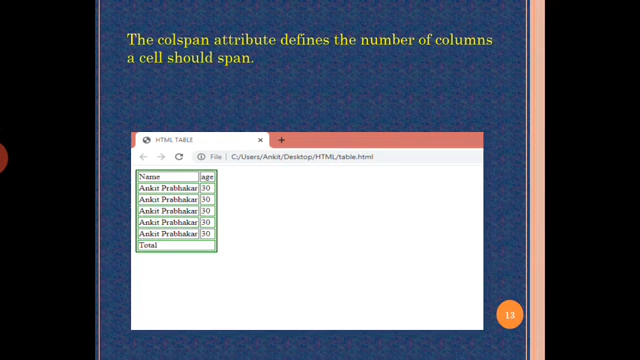 The colspan attribute defines the number of columns
a cell should span.
HTML TABLE
File C:/Users/Ankit/Desktop/HTML/table.html
Name age
Ankit Prabhakar 30
Ankit Prabhakar 30
Ankit Prabhakar 30
Ankit Prabhakar 30
Ankit Prabhakar 30
Total
13